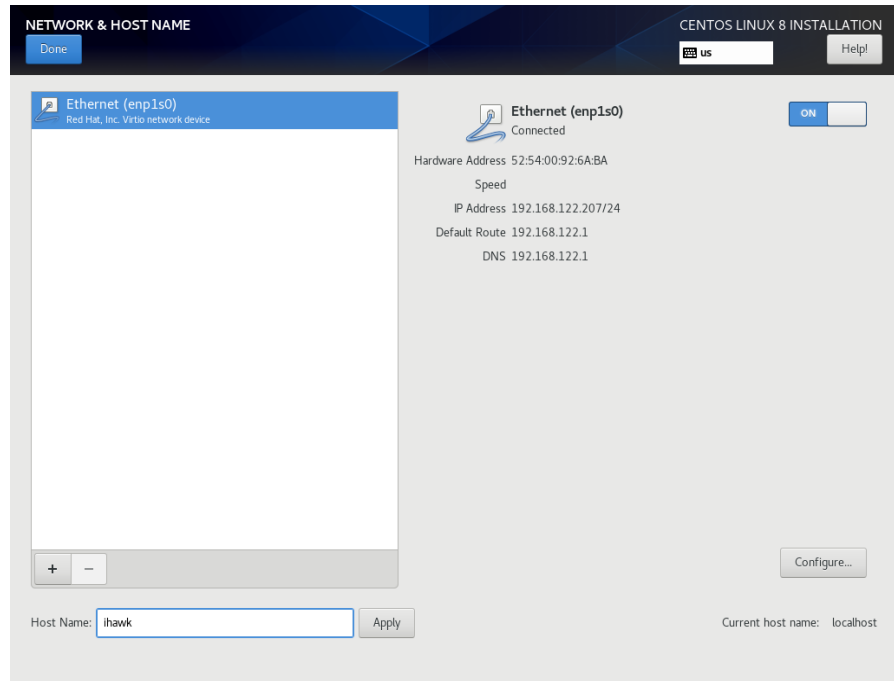 NETWORK & HOST NAME
CENTOS LINUX 8 INSTALLATION
Done
us
Help!
Ethernet (enp1s0)
Red Hat, Inc. Virtio network device
Ethernet (enp1s0)
Connected
ON
Hardware Address 52:54:00:92:6A:BA
Speed
IP Address 192.168.122.207/24
Default Route 192.168.122.1
DNS 192.168.122.1
+ −
Configure...
Host Name: ihawk Apply
Current host name: localhost